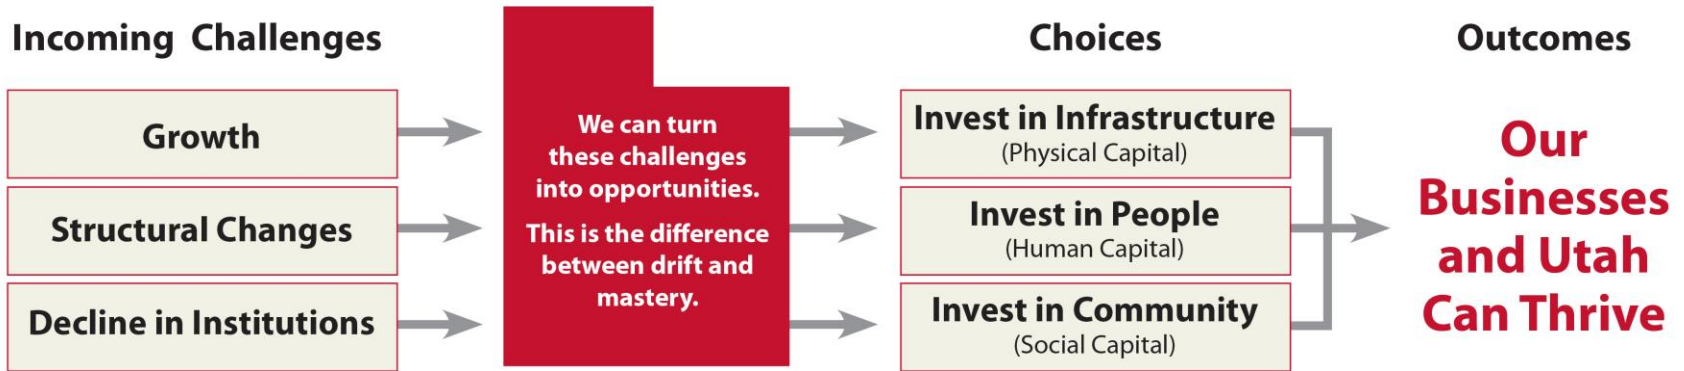 Incoming Challenges
Growth
Structural Changes
Decline in Institutions
We can turn
these challenges
into opportunities.
This is the difference
between drift and
mastery.
Choices
Invest in Infrastructure
(Physical Capital)
Invest in People
(Human Capital)
Invest in Community
(Social Capital)
Outcomes
Our
Businesses
and Utah
Can Thrive